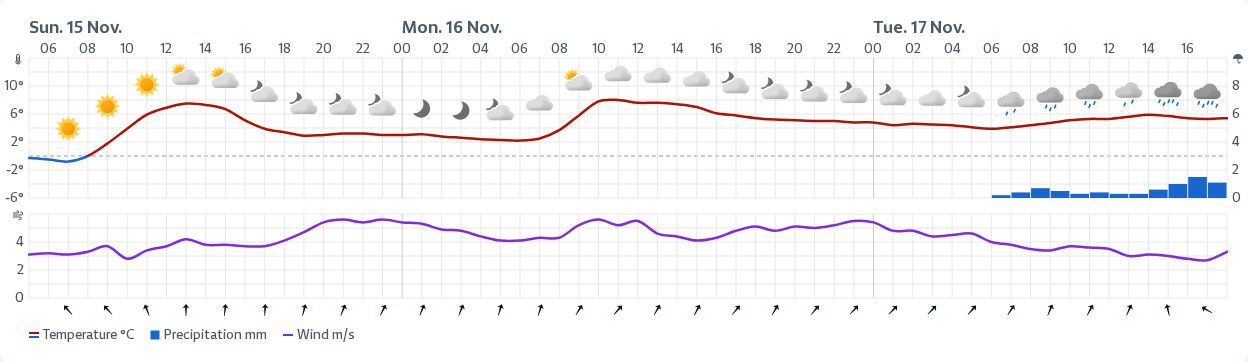 Sun. 15 Nov. Mon. 16 Nov. Tue. 17 Nov.
06 08 10 12 14 16 18 20 22 00 02 04 06 08 10 12 14 16 18 20 22 00 02 04 06 08 10 12 14 16
10° 8
6° 6
2° 4
-2° 2
-6° 0
m/s
4
2
0
Temperature °C Precipitation mm Wind m/s